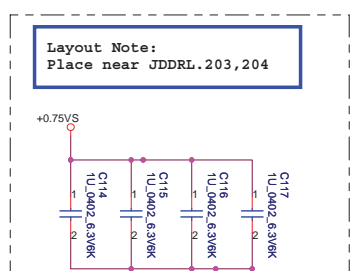 Layout Note:
Place near JDDRL.203,204
+0.75VS
C114
1U_0402_6.3V6K
1
2
C115
1U_0402_6.3V6K
1
2
C116
1U_0402_6.3V6K
1
2
C117
1U_0402_6.3V6K
1
2